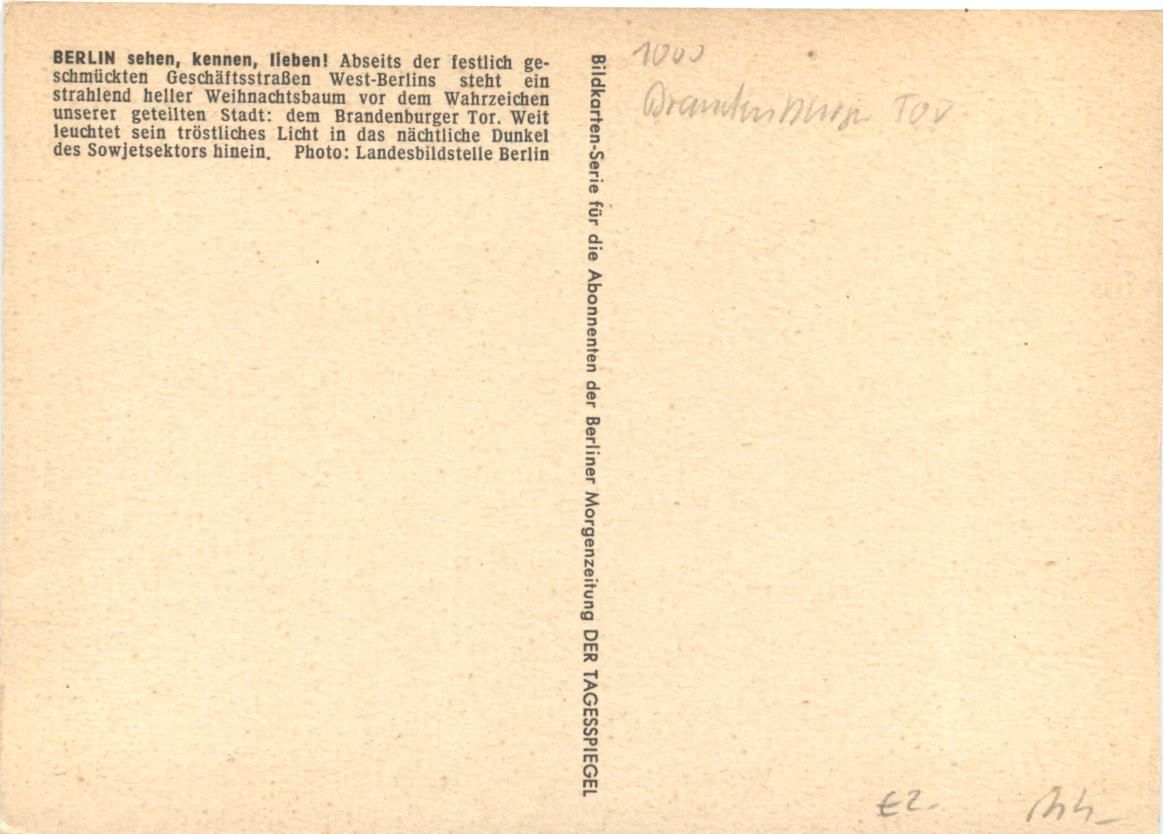 BERLIN sehen, kennen, lieben! Abseits der festlich ge-
schmückten Geschäftsstraßen West-Berlins steht ein
strahlend heller Weihnachtsbaum vor dem Wahrzeichen
unserer geteilten Stadt: dem Brandenburger Tor. Weit
leuchtet sein tröstliches Licht in das nächtliche Dunkel
des Sowjetsektors hinein. Photo: Landesbildstelle Berlin
Bildkarten-Serie für die Abonnenten der Berliner Morgenzeitung DER TAGESSPIEGEL
1000
Brandenburger Tor
€2.-